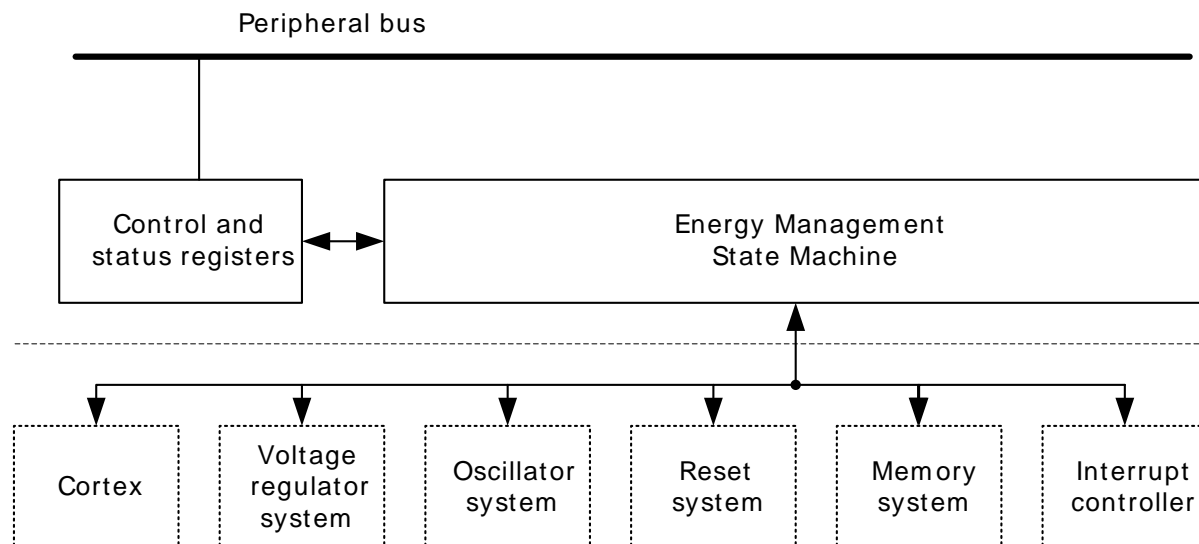 Peripheral bus
Control and
status registers
Energy Management
State Machine
Cortex
Voltage
regulator
system
Oscillator
system
Reset
system
Memory
system
Interrupt
controller